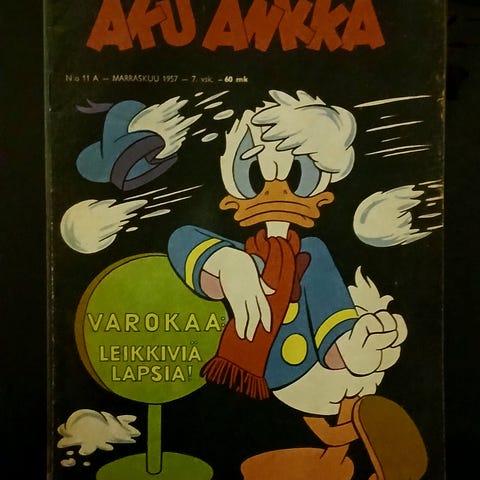 AKU ANKKA
N:o 11 A — MARRASKUU 1957 — 7. vsk. — 60 mk
VAROKAA:
LEIKKIVIÄ
LAPSIA!